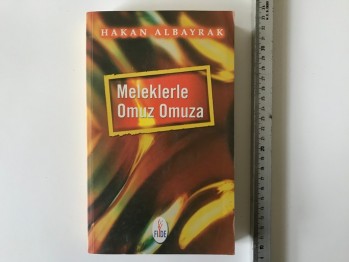 HAKAN ALBAYRAK
Meleklerle
Omuz Omuza
FİDE